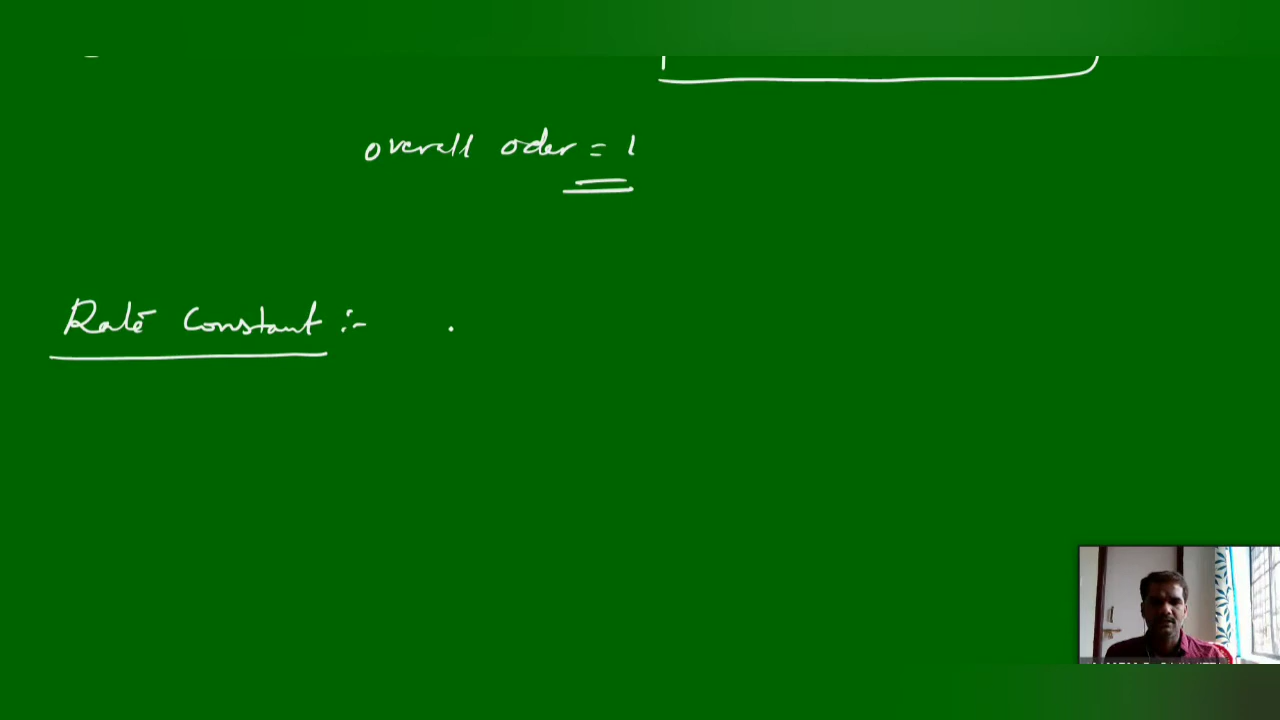 overall oder = 1
Rate Constant :-